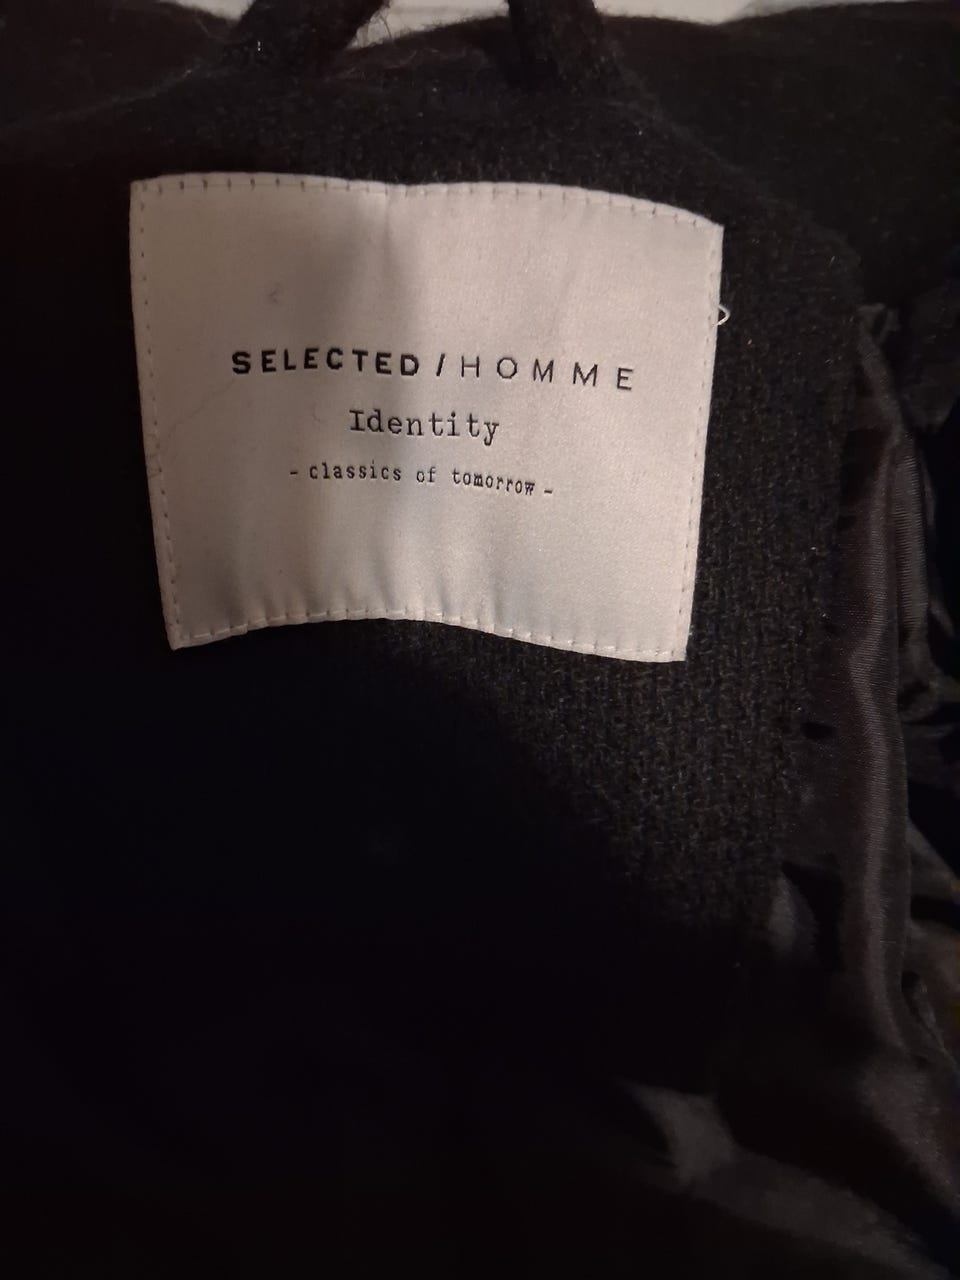 SELECTED / HOMME
Identity
- classics of tomorrow -